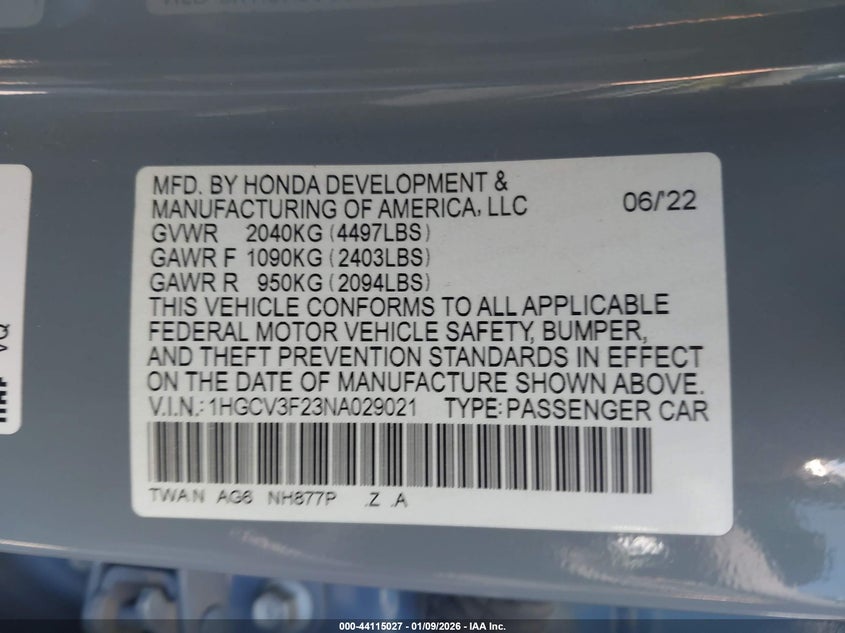 MFD. BY HONDA DEVELOPMENT &
MANUFACTURING OF AMERICA, LLC 06/'22
GVWR 2040KG (4497LBS)
GAWR F 1090KG (2403LBS)
GAWR R 950KG (2094LBS)
THIS VEHICLE CONFORMS TO ALL APPLICABLE
FEDERAL MOTOR VEHICLE SAFETY, BUMPER,
AND THEFT PREVENTION STANDARDS IN EFFECT
ON THE DATE OF MANUFACTURE SHOWN ABOVE.
V.I.N.: 1HGCV3F23NA029021 TYPE: PASSENGER CAR
TWAN AG6 NH877P .Z .A
VQ
000-44115027 - 01/09/2026 - IAA Inc.